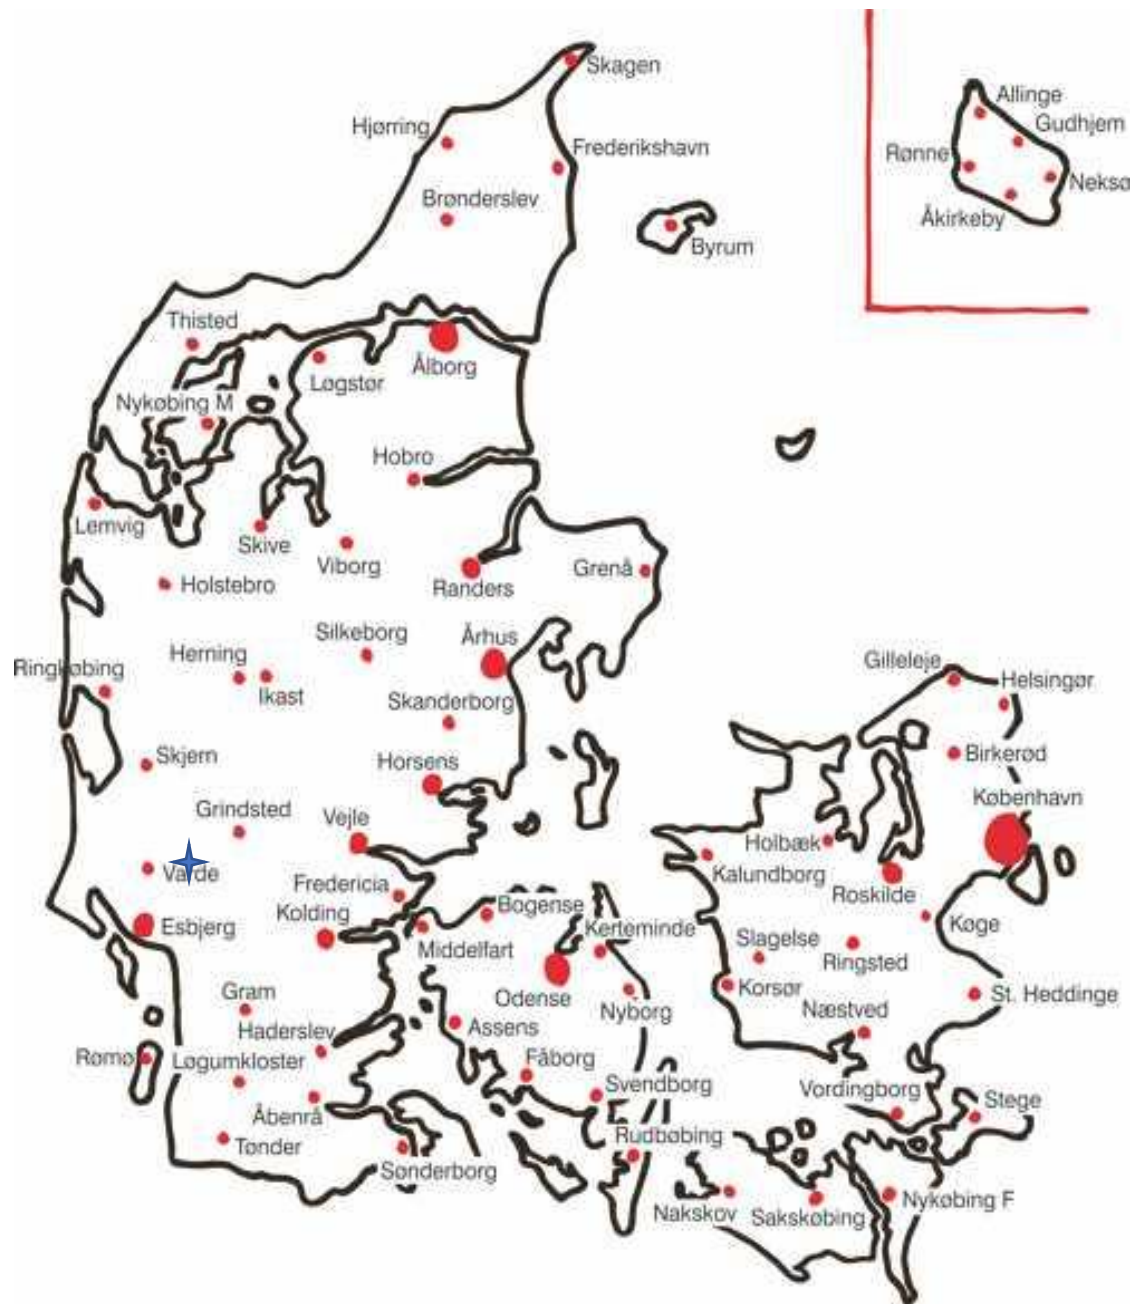 Skagen
Allinge
Gudhjem
Hjørring
Frederikshavn
Rønne
Neksø
Brønderslev
Åkirkeby
Byrum
Thisted
Ålborg
Løgstør
Nykøbing M
Hobro
Lemvig
Skive
Viborg
Grenå
Holstebro
Randers
Silkeborg
Århus
Herning
Gilleleje
Ringkøbing
Helsingør
Ikast
Skanderborg
Skjern
Birkerød
Horsens
København
Grindsted
Vejle
Holbæk
Varde
Kalundborg
Fredericia
Roskilde
Bogense
Kolding
Køge
Esbjerg
Kerteminde
Slagelse
Middelfart
Ringsted
Korsør
Gram
St. Heddinge
Odense
Nyborg
Næstved
Assens
Haderslev
Rømø
Løgumkloster
Fåborg
Svendborg
Vordingborg
Stege
Åbenrå
Rudbøbing
Tønder
Sønderborg
Nykøbing F
Nakskov
Sakskøbing